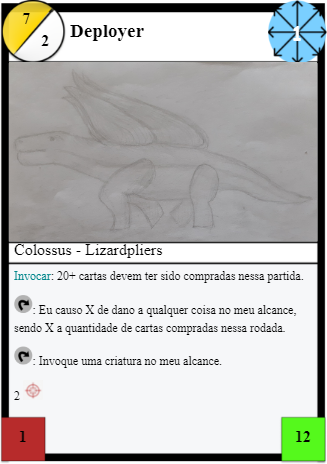 7
2
Deployer
1
Colossus - Lizardpliers
Invocar: 20+ cartas devem ter sido compradas nessa partida.
: Eu causo X de dano a qualquer coisa no meu alcance,
sendo X a quantidade de cartas compradas nessa rodada.
: Invoque uma criatura no meu alcance.
2
1
12